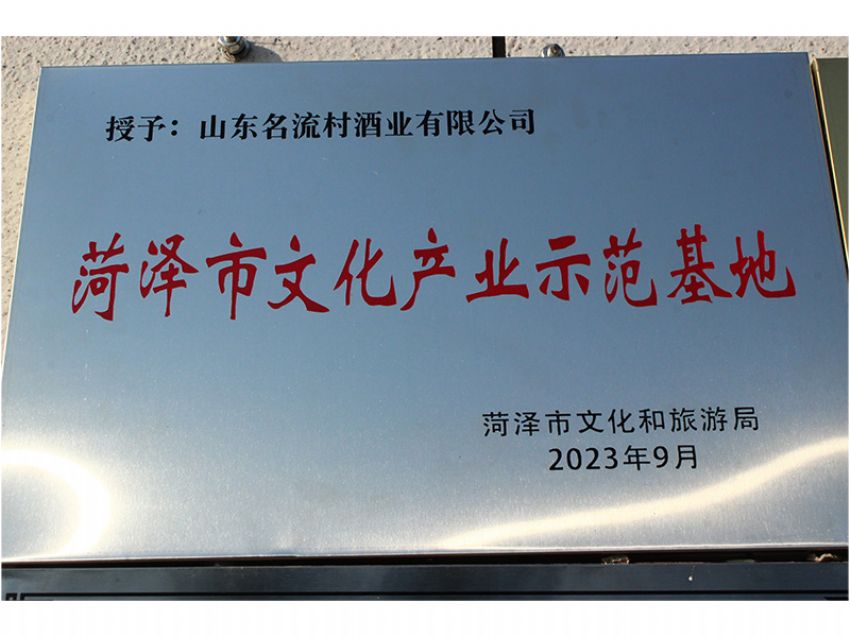 授予：山东名流村酒业有限公司
菏泽市文化产业示范基地
菏泽市文化和旅游局
2023年9月